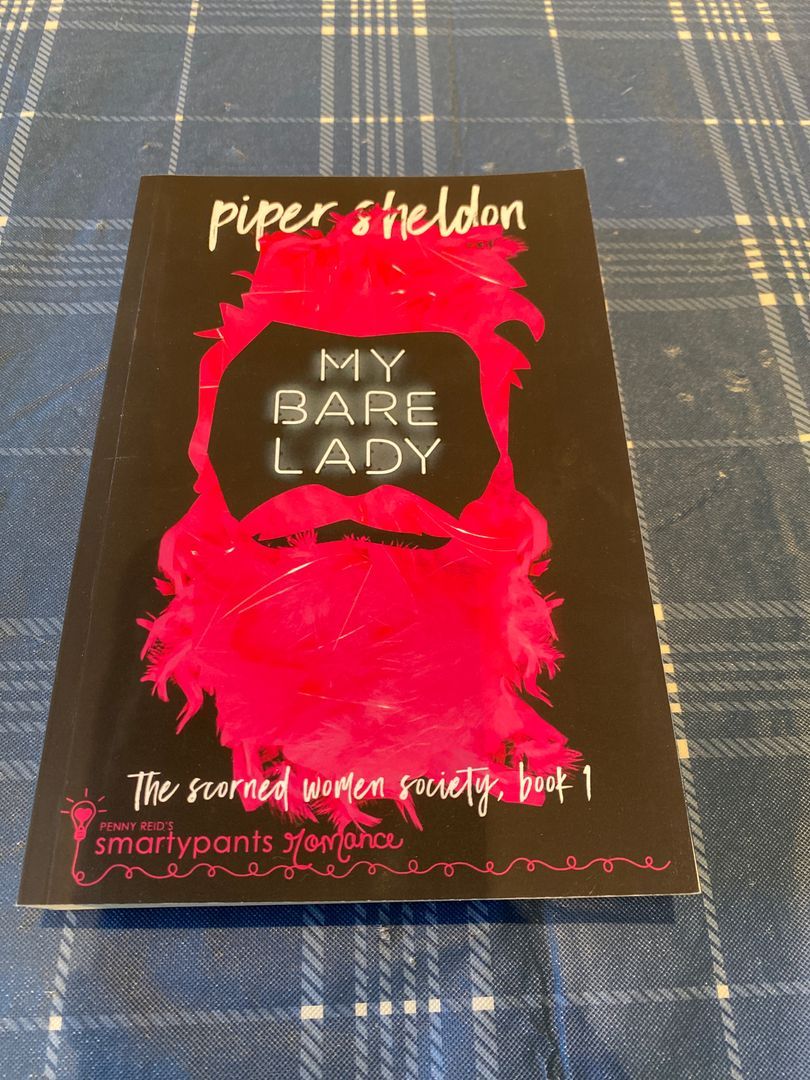 piper sheldon
MY
BARE
LADY
The scorned women society, book 1
PENNY REID'S
smartypants romance